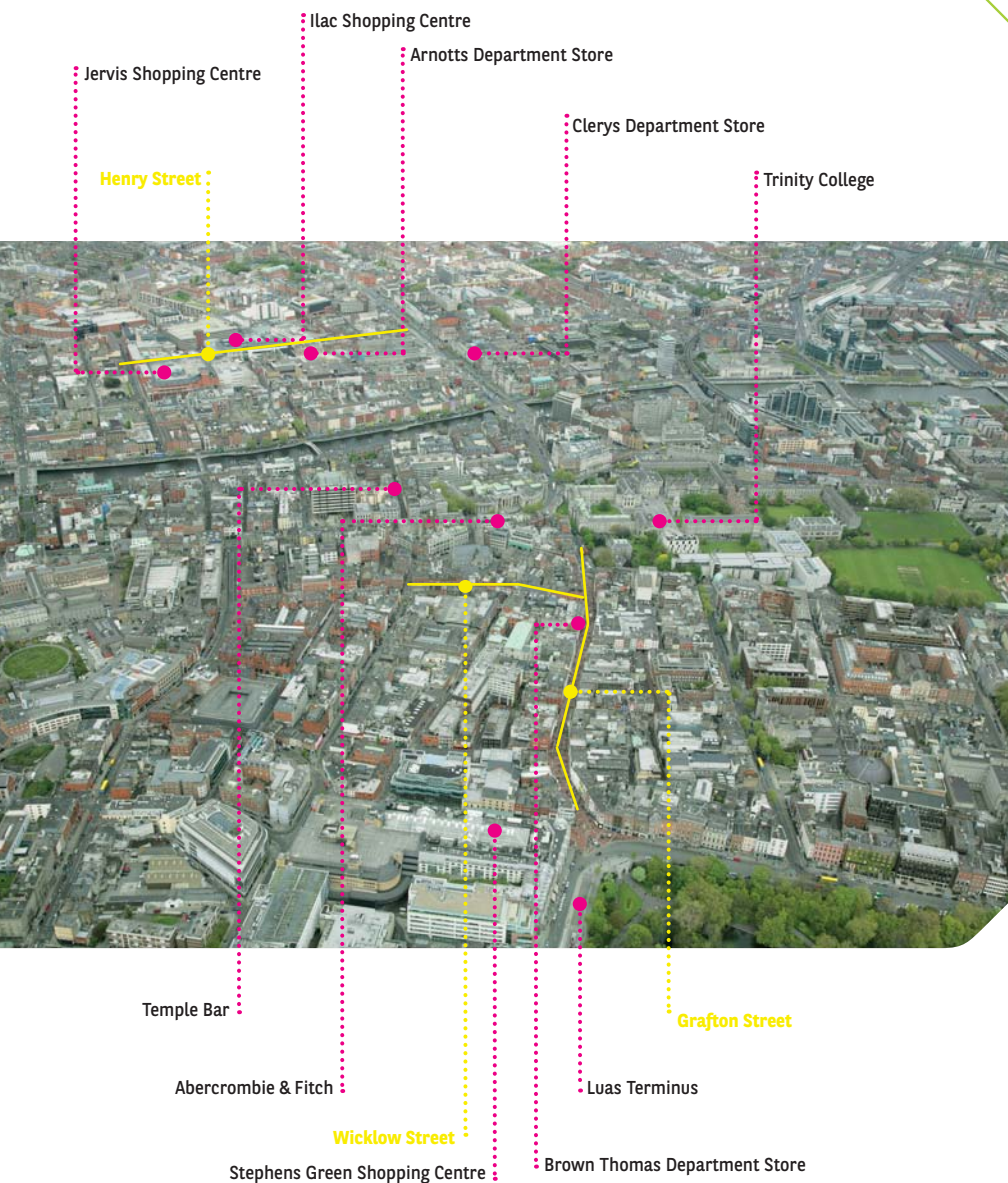 Ilac Shopping Centre
Arnotts Department Store
Jervis Shopping Centre
Clerys Department Store
Henry Street
Trinity College
Temple Bar
Grafton Street
Abercrombie & Fitch
Luas Terminus
Wicklow Street
Brown Thomas Department Store
Stephens Green Shopping Centre